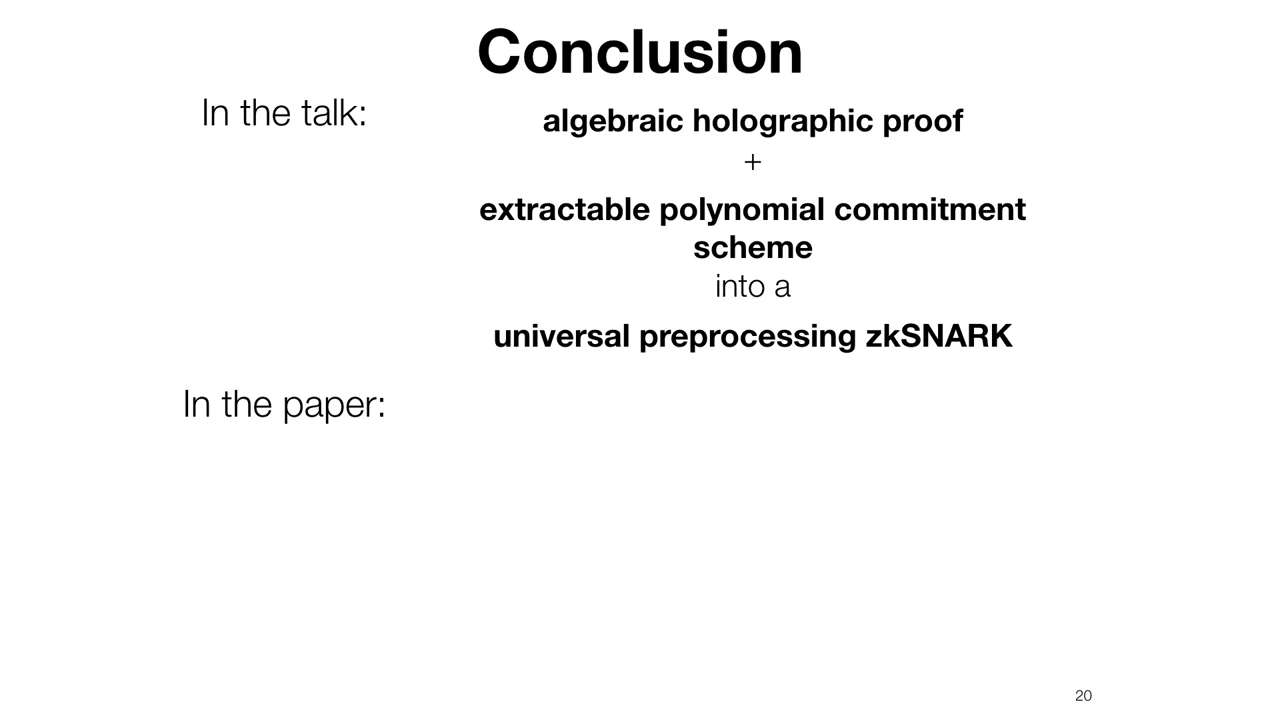 Conclusion
In the talk:
algebraic holographic proof
+
extractable polynomial commitment
scheme
into a
universal preprocessing zkSNARK
In the paper:
20